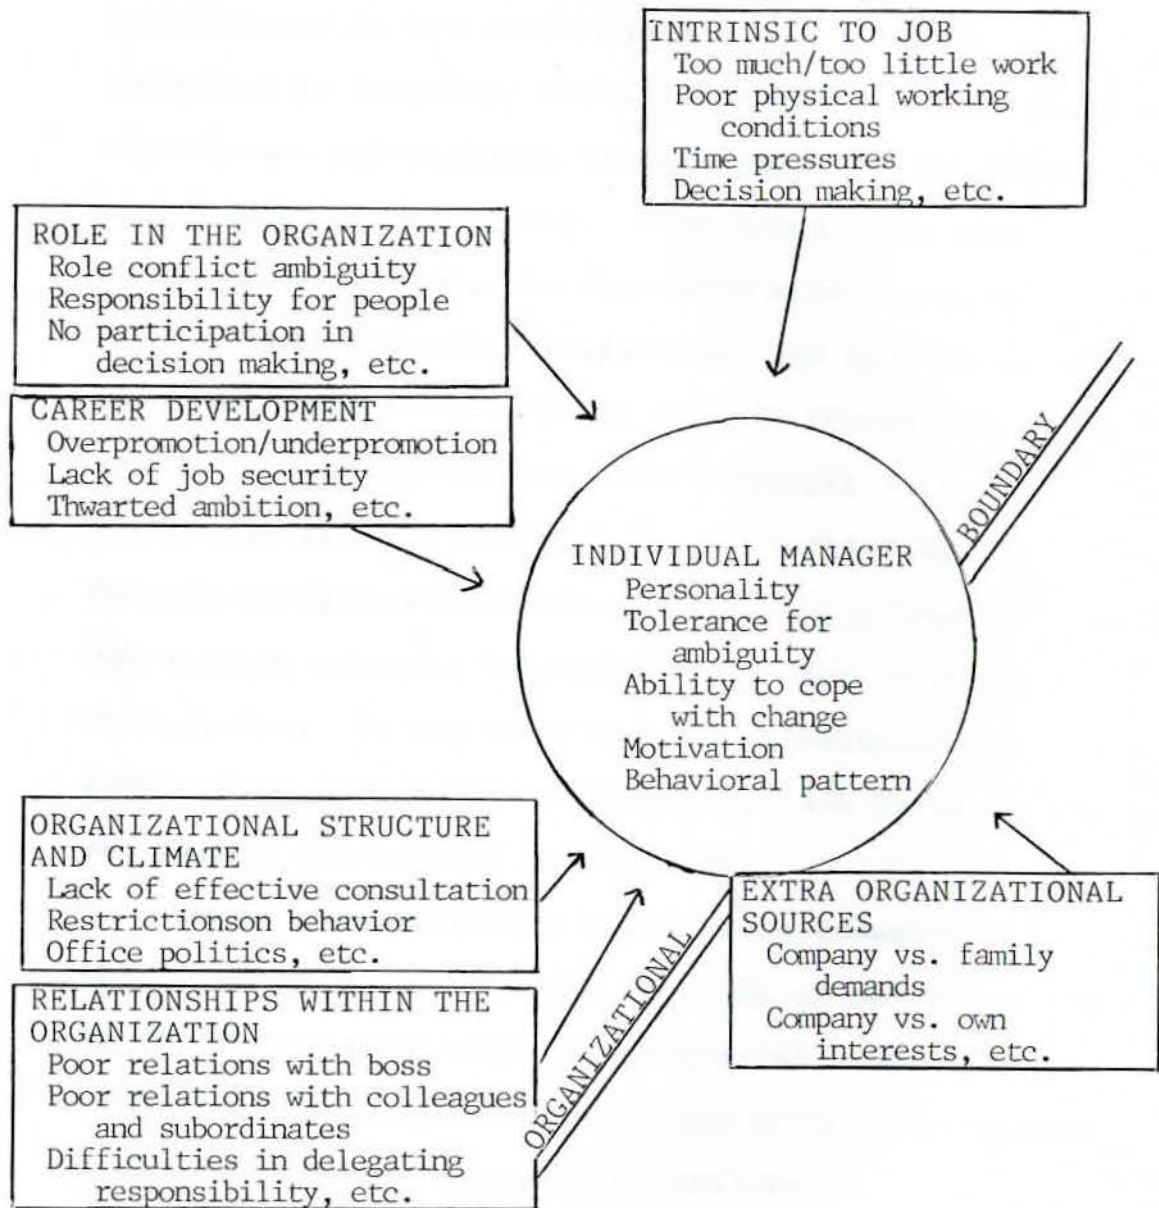 INTRINSIC TO JOB
Too much/too little work
Poor physical working
conditions
Time pressures
Decision making, etc.
ROLE IN THE ORGANIZATION
Role conflict ambiguity
Responsibility for people
No participation in
decision making, etc.
CAREER DEVELOPMENT
Overpromotion/underpromotion
Lack of job security
Thwarted ambition, etc.
BOUNDARY
INDIVIDUAL MANAGER
Personality
Tolerance for
ambiguity
Ability to cope
with change
Motivation
Behavioral pattern
ORGANIZATIONAL STRUCTURE
AND CLIMATE
Lack of effective consultation
Restrictionson behavior
Office politics, etc.
RELATIONSHIPS WITHIN THE
ORGANIZATION
Poor relations with boss
Poor relations with colleagues
and subordinates
Difficulties in delegating
responsibility, etc.
ORGANIZATIONAL
EXTRA ORGANIZATIONAL
SOURCES
Company vs. family
demands
Company vs. own
interests, etc.